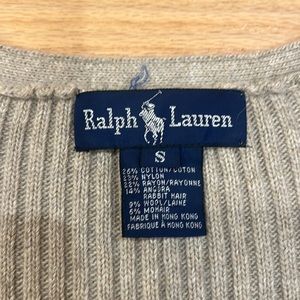 Ralph Lauren
S
26% COTTON/COTON
23% NYLON
22% RAYON/RAYONNE
14% ANGORA
RABBIT HAIR
9% WOOL/LAINE
6% MOHAIR
MADE IN HONG KONG
FABRIQUÉ À HONG KONG